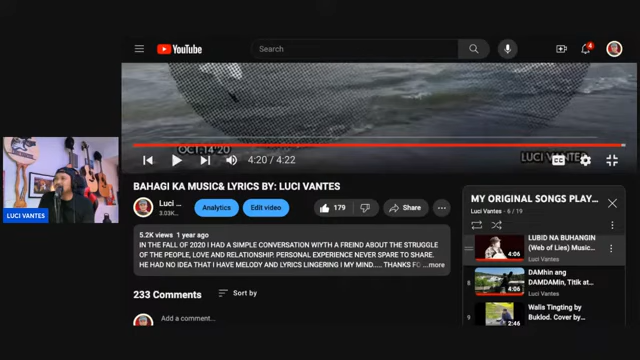 YouTube
Search
4
OCT.14'20
LUCI VANTES
4:20 / 4:22
CC
BAHAGI KA MUSIC& LYRICS BY: LUCI VANTES
Luci ...
3.03K...
Analytics
Edit video
179
Share
5.2K views 1 year ago
IN THE FALL OF 2020 I HAD A SIMPLE CONVERSATION WYTH A FREIND ABOUT THE STRUGGLE
OF THE PEOPLE, LOVE AND RELATIONSHIP. PERSONAL EXPERIENCE NEVER SPARE TO SHARE.
HE HAD NO IDEA THAT I HAVE MELODY AND LYRICS LINGERING I MY MIND..... THANKS FO ...more
233 Comments
Sort by
Add a comment...
MY ORIGINAL SONGS PLAY...
Luci Vantes - 6 / 19
LUBID NA BUHANGIN
(Web of Lies) Music...
Luci Vantes
4:06
8
DAMhin ang
DAMDAMin, Titik at
Luci Vantes
4:06
Walis Tingting by
Buklod. Cover by...
Luci Vantes
2:46
LUCI VANTES